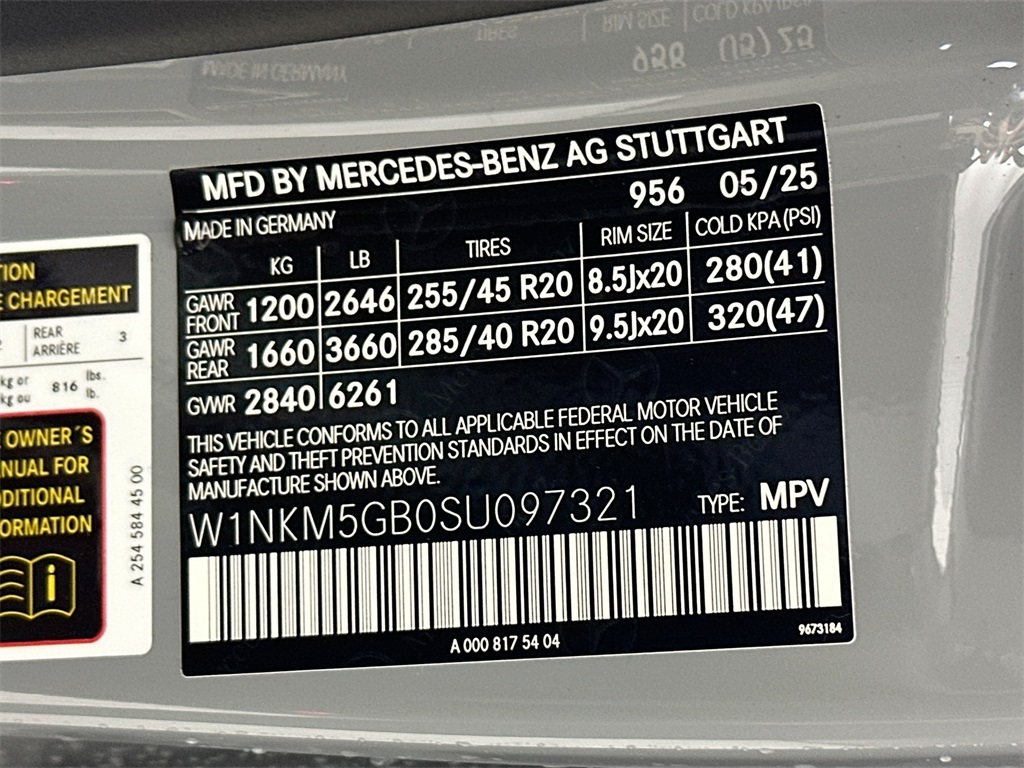 MFD BY MERCEDES-BENZ AG STUTTGART
MADE IN GERMANY 956 05/25
KG LB TIRES RIM SIZE COLD KPA (PSI)
GAWR FRONT 1200 2646 255/45 R20 8.5Jx20 280(41)
GAWR REAR 1660 3660 285/40 R20 9.5Jx20 320(47)
GVWR 2840 6261
THIS VEHICLE CONFORMS TO ALL APPLICABLE FEDERAL MOTOR VEHICLE
SAFETY AND THEFT PREVENTION STANDARDS IN EFFECT ON THE DATE OF
MANUFACTURE SHOWN ABOVE.
W1NKM5GB0SU097321 TYPE: MPV
A 000 817 54 04 9673184
CHARGEMENT
REAR
ARRIÈRE 3
kg or 816 lbs.
kg ou lb.
OWNER´S
FOR
A 254 584 45 00